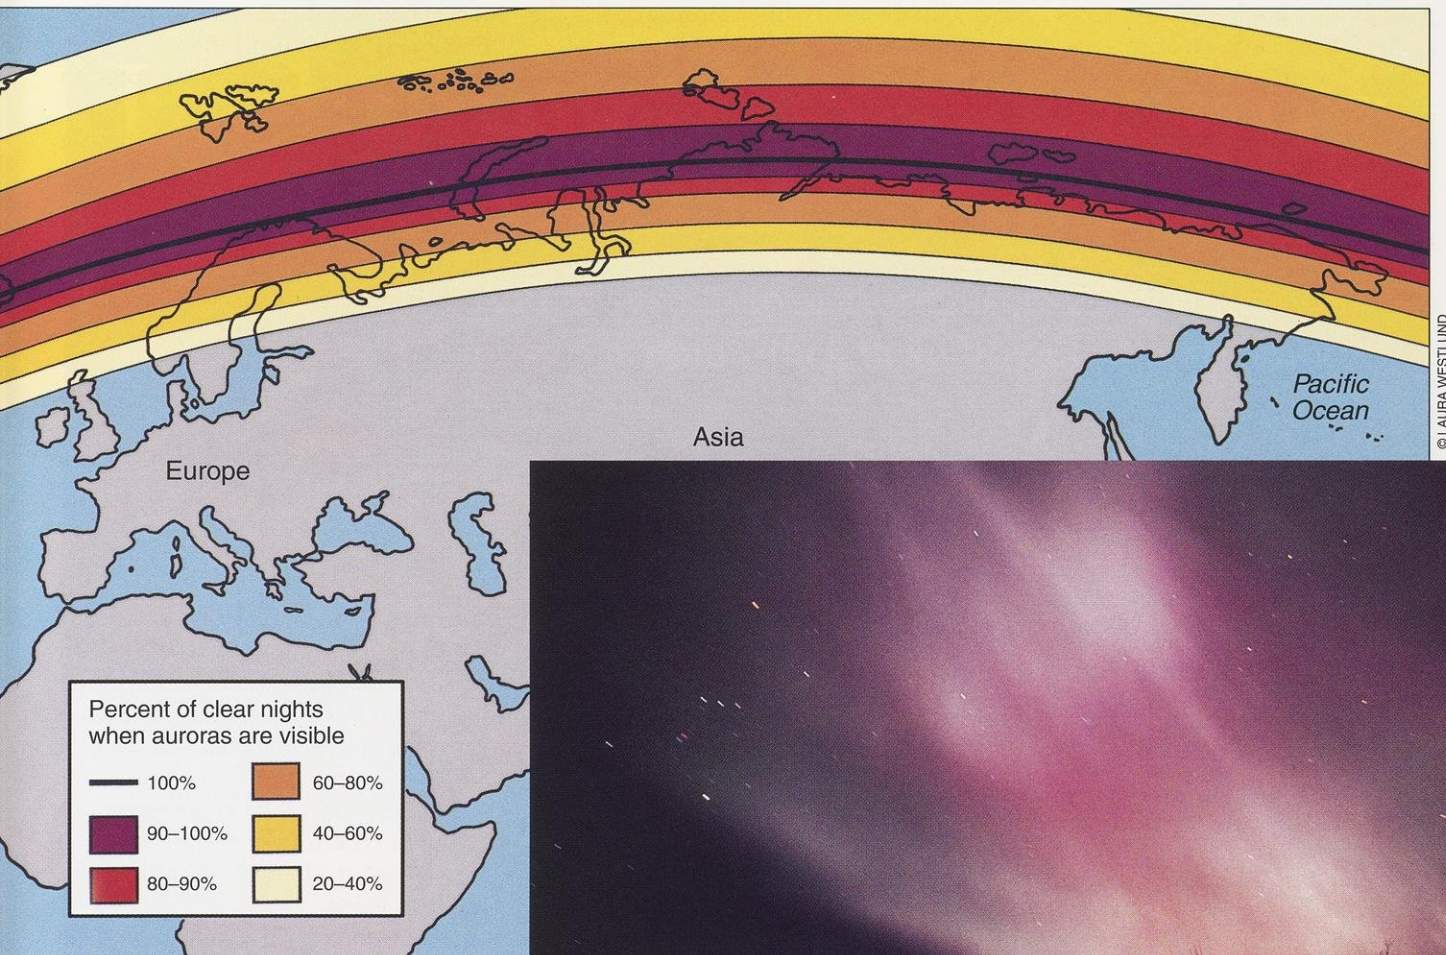 Pacific
Ocean
© LAURA WESTLUND
Asia
Europe
Percent of clear nights
when auroras are visible
100%
60–80%
90–100%
40–60%
80–90%
20–40%